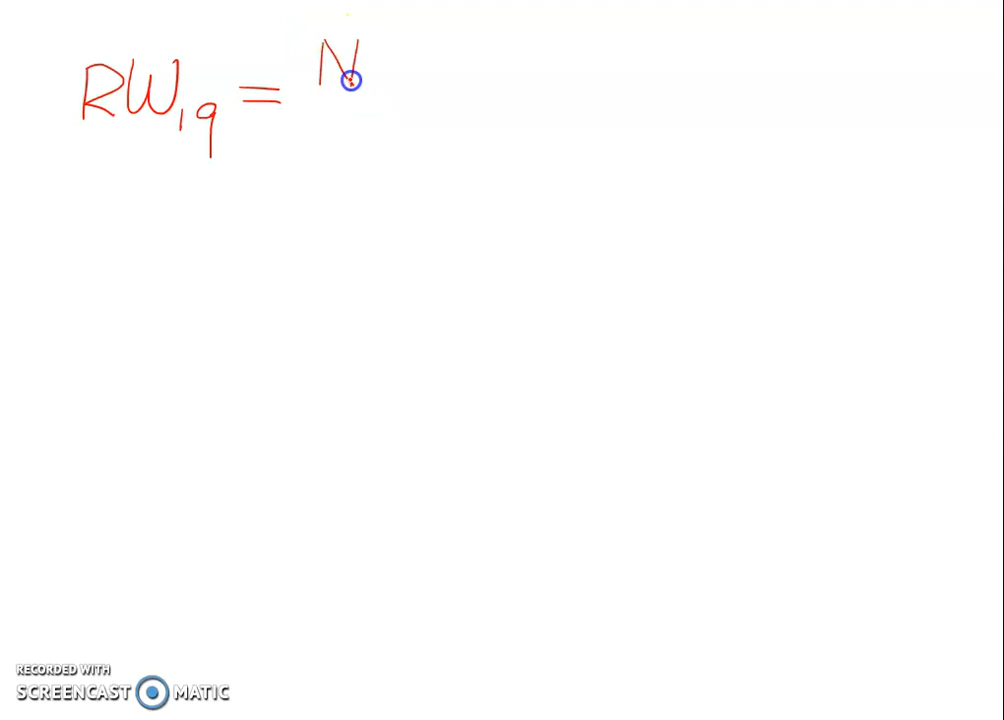 RW₁₉ = N
RECORDED WITH
SCREENCAST MATIC